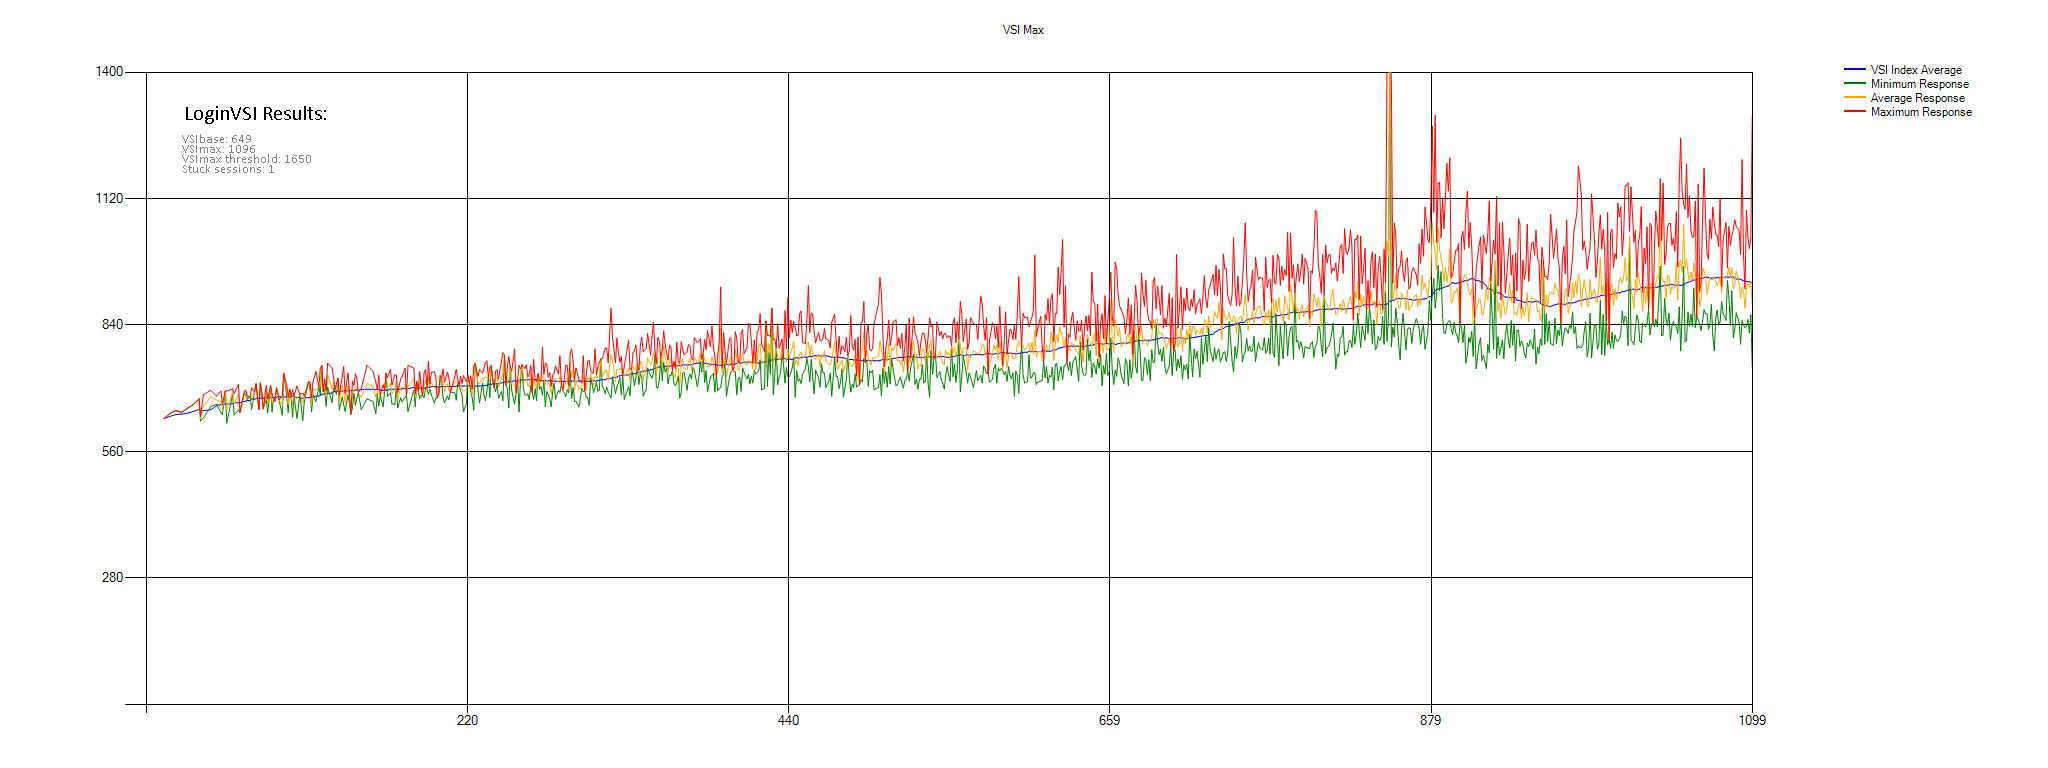 VSI Max
1400
1120
840
560
280
LoginVSI Results:
VSIbase: 649
VSImax: 1096
VSImax threshold: 1650
Stuck sessions: 1
VSI Index Average
Minimum Response
Average Response
Maximum Response
220
440
659
879
1099